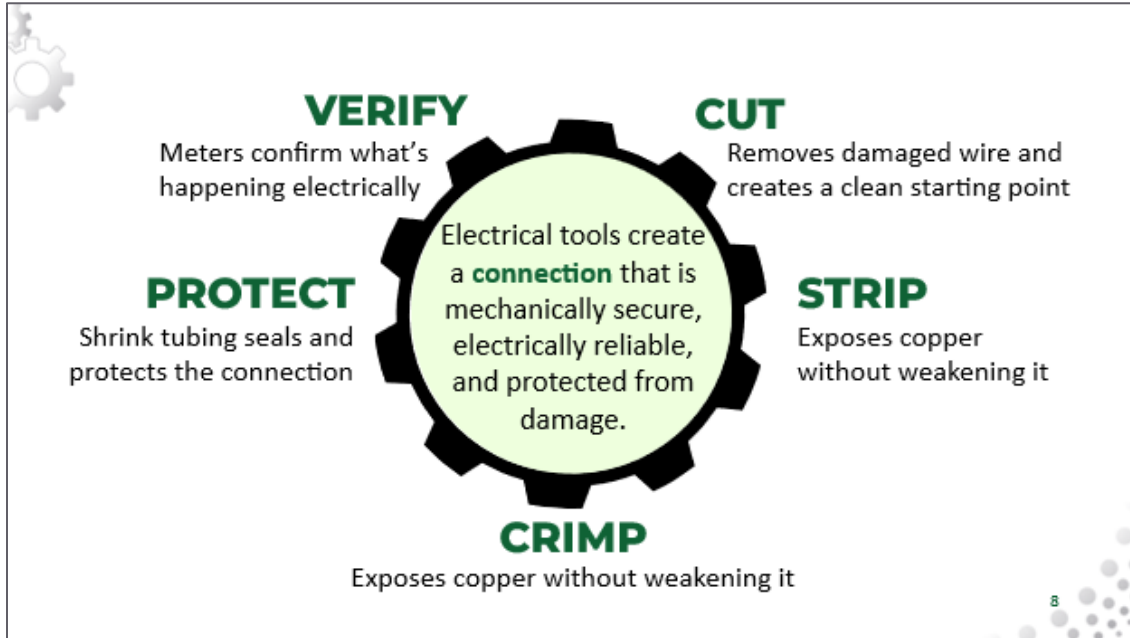 VERIFY
Meters confirm what's
happening electrically
CUT
Removes damaged wire and
creates a clean starting point
Electrical tools create
a connection that is
mechanically secure,
electrically reliable,
and protected from
damage.
PROTECT
Shrink tubing seals and
protects the connection
STRIP
Exposes copper
without weakening it
CRIMP
Exposes copper without weakening it
8